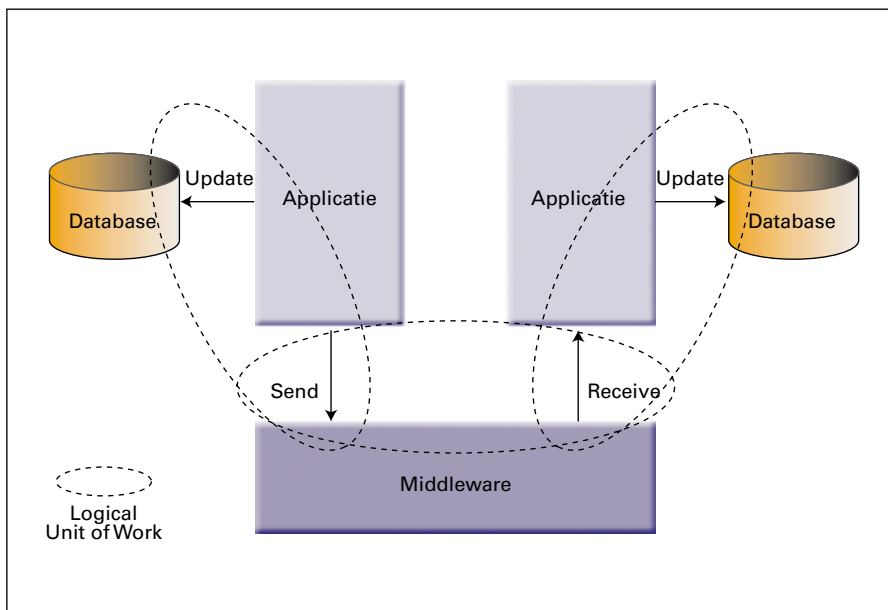 Update
Applicatie
Applicatie
Update
Database
Database
Send
Receive
Middleware
Logical
Unit of Work